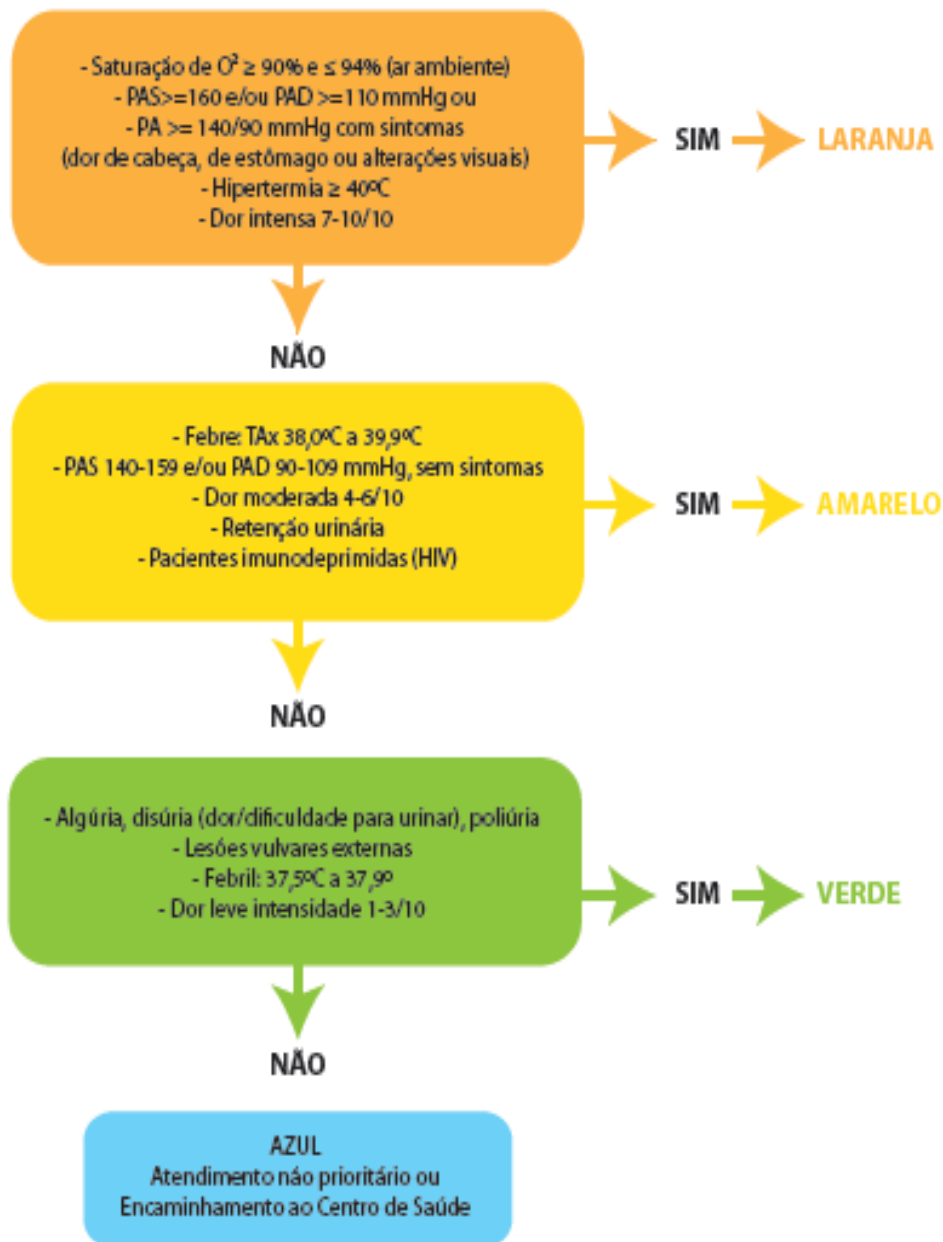 - Saturação de O² ≥ 90% e ≤ 94% (ar ambiente)
- PAS>=160 e/ou PAD >=110 mmHg ou
- PA >= 140/90 mmHg com sintomas
(dor de cabeça, de estômago ou alterações visuais)
- Hipertermia ≥ 40ºC
- Dor intensa 7-10/10
SIM
LARANJA
NÃO
- Febre: TAx 38,0ºC a 39,9ºC
- PAS 140-159 e/ou PAD 90-109 mmHg, sem sintomas
- Dor moderada 4-6/10
- Retenção urinária
- Pacientes imunodeprimidas (HIV)
SIM
AMARELO
NÃO
- Algúria, disúria (dor/dificuldade para urinar), poliúria
- Lesões vulvares externas
- Febril: 37,5ºC a 37,9º
- Dor leve intensidade 1-3/10
SIM
VERDE
NÃO
AZUL
Atendimento não prioritário ou
Encaminhamento ao Centro de Saúde